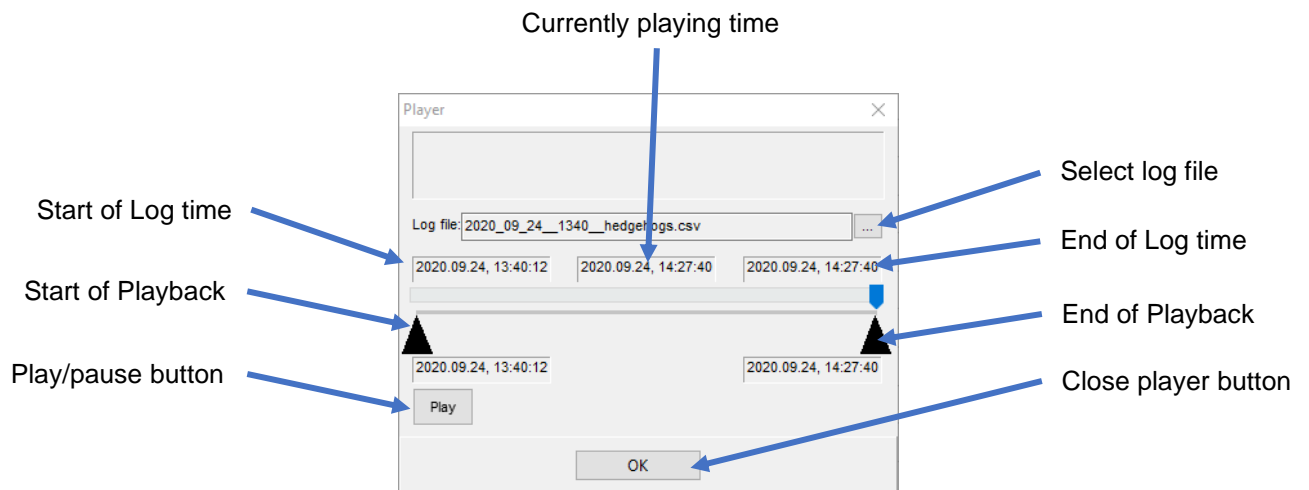 Currently playing time
Player
Select log file
Start of Log time
Log file: 2020_09_24__1340__hedgehogs.csv ...
End of Log time
2020.09.24, 13:40:12 2020.09.24, 14:27:40 2020.09.24, 14:27:40
Start of Playback
End of Playback
2020.09.24, 13:40:12 2020.09.24, 14:27:40
Play/pause button
Close player button
Play
OK